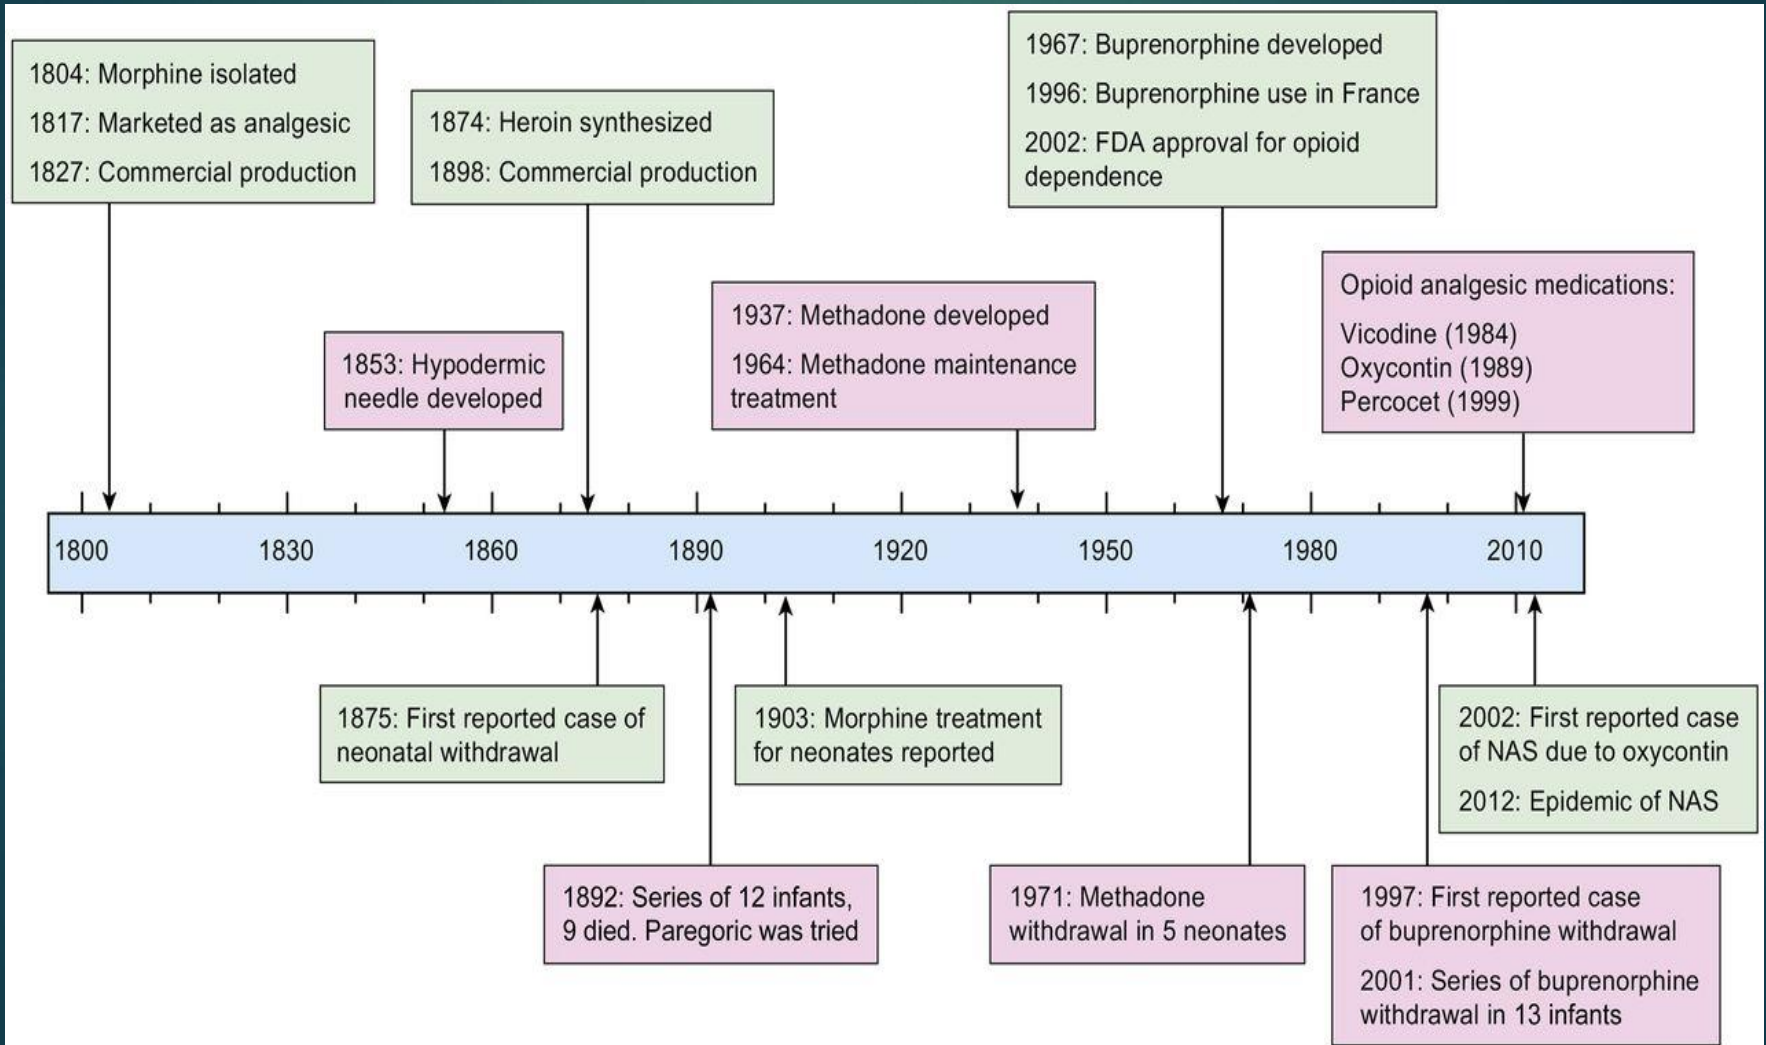 1804: Morphine isolated
1817: Marketed as analgesic
1827: Commercial production
1874: Heroin synthesized
1898: Commercial production
1967: Buprenorphine developed
1996: Buprenorphine use in France
2002: FDA approval for opioid
dependence
1853: Hypodermic
needle developed
1937: Methadone developed
1964: Methadone maintenance
treatment
Opioid analgesic medications:
Vicodine (1984)
Oxycontin (1989)
Percocet (1999)
1800 1830 1860 1890 1920 1950 1980 2010
1875: First reported case of
neonatal withdrawal
1903: Morphine treatment
for neonates reported
2002: First reported case
of NAS due to oxycontin
2012: Epidemic of NAS
1892: Series of 12 infants,
9 died. Paregoric was tried
1971: Methadone
withdrawal in 5 neonates
1997: First reported case
of buprenorphine withdrawal
2001: Series of buprenorphine
withdrawal in 13 infants